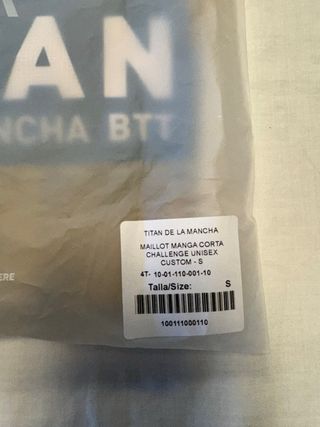 AN
NCHA BTT
ERE
TITAN DE LA MANCHA
MAILLOT MANGA CORTA
CHALLENGE UNISEX
CUSTOM - S
4T- 10-01-110-001-10
Talla/Size: S
100111000110